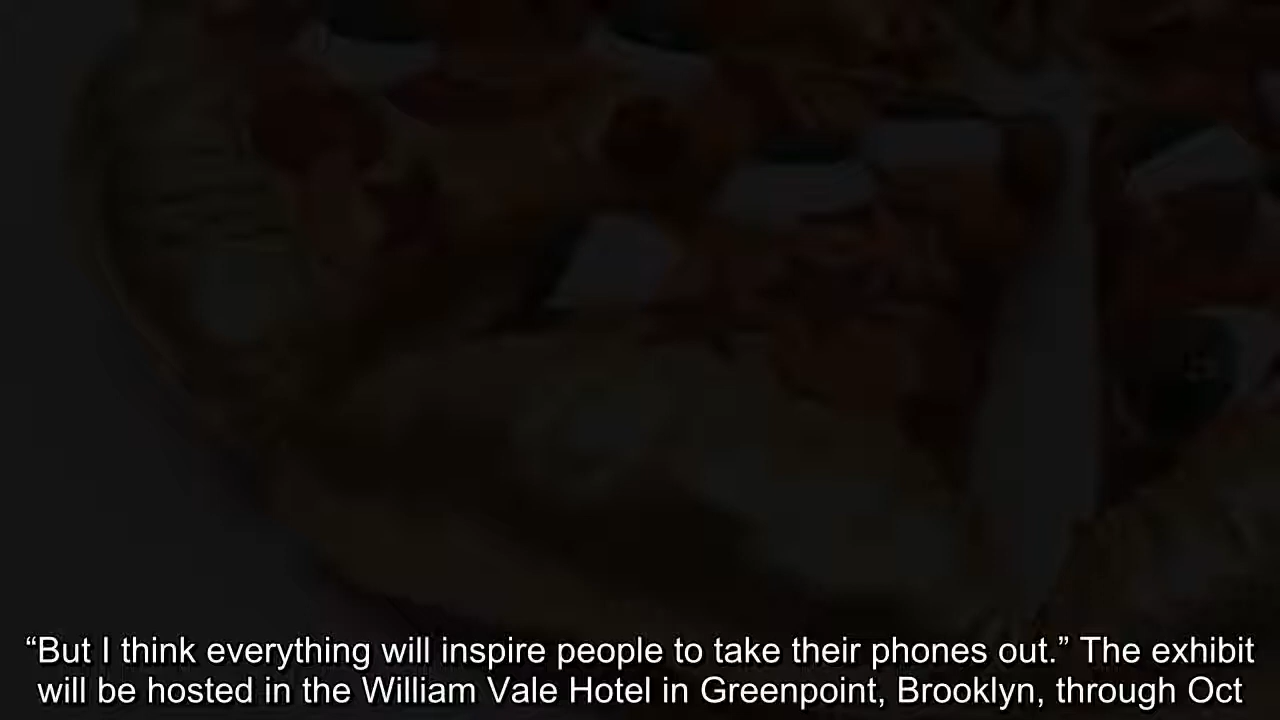 “But I think everything will inspire people to take their phones out.” The exhibit
will be hosted in the William Vale Hotel in Greenpoint, Brooklyn, through Oct